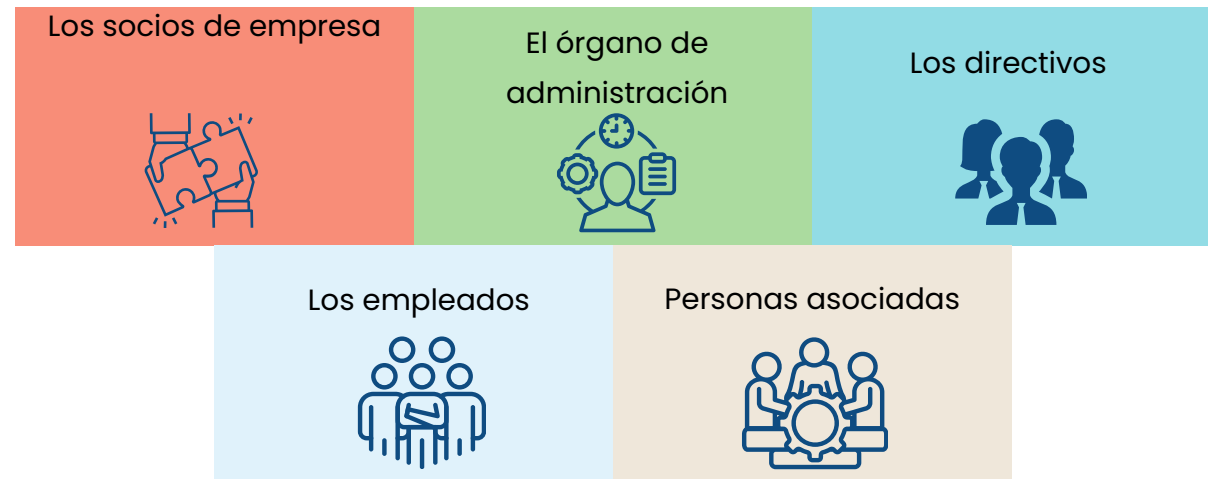 Los socios de empresa
El órgano de
administración
Los directivos
Los empleados
Personas asociadas